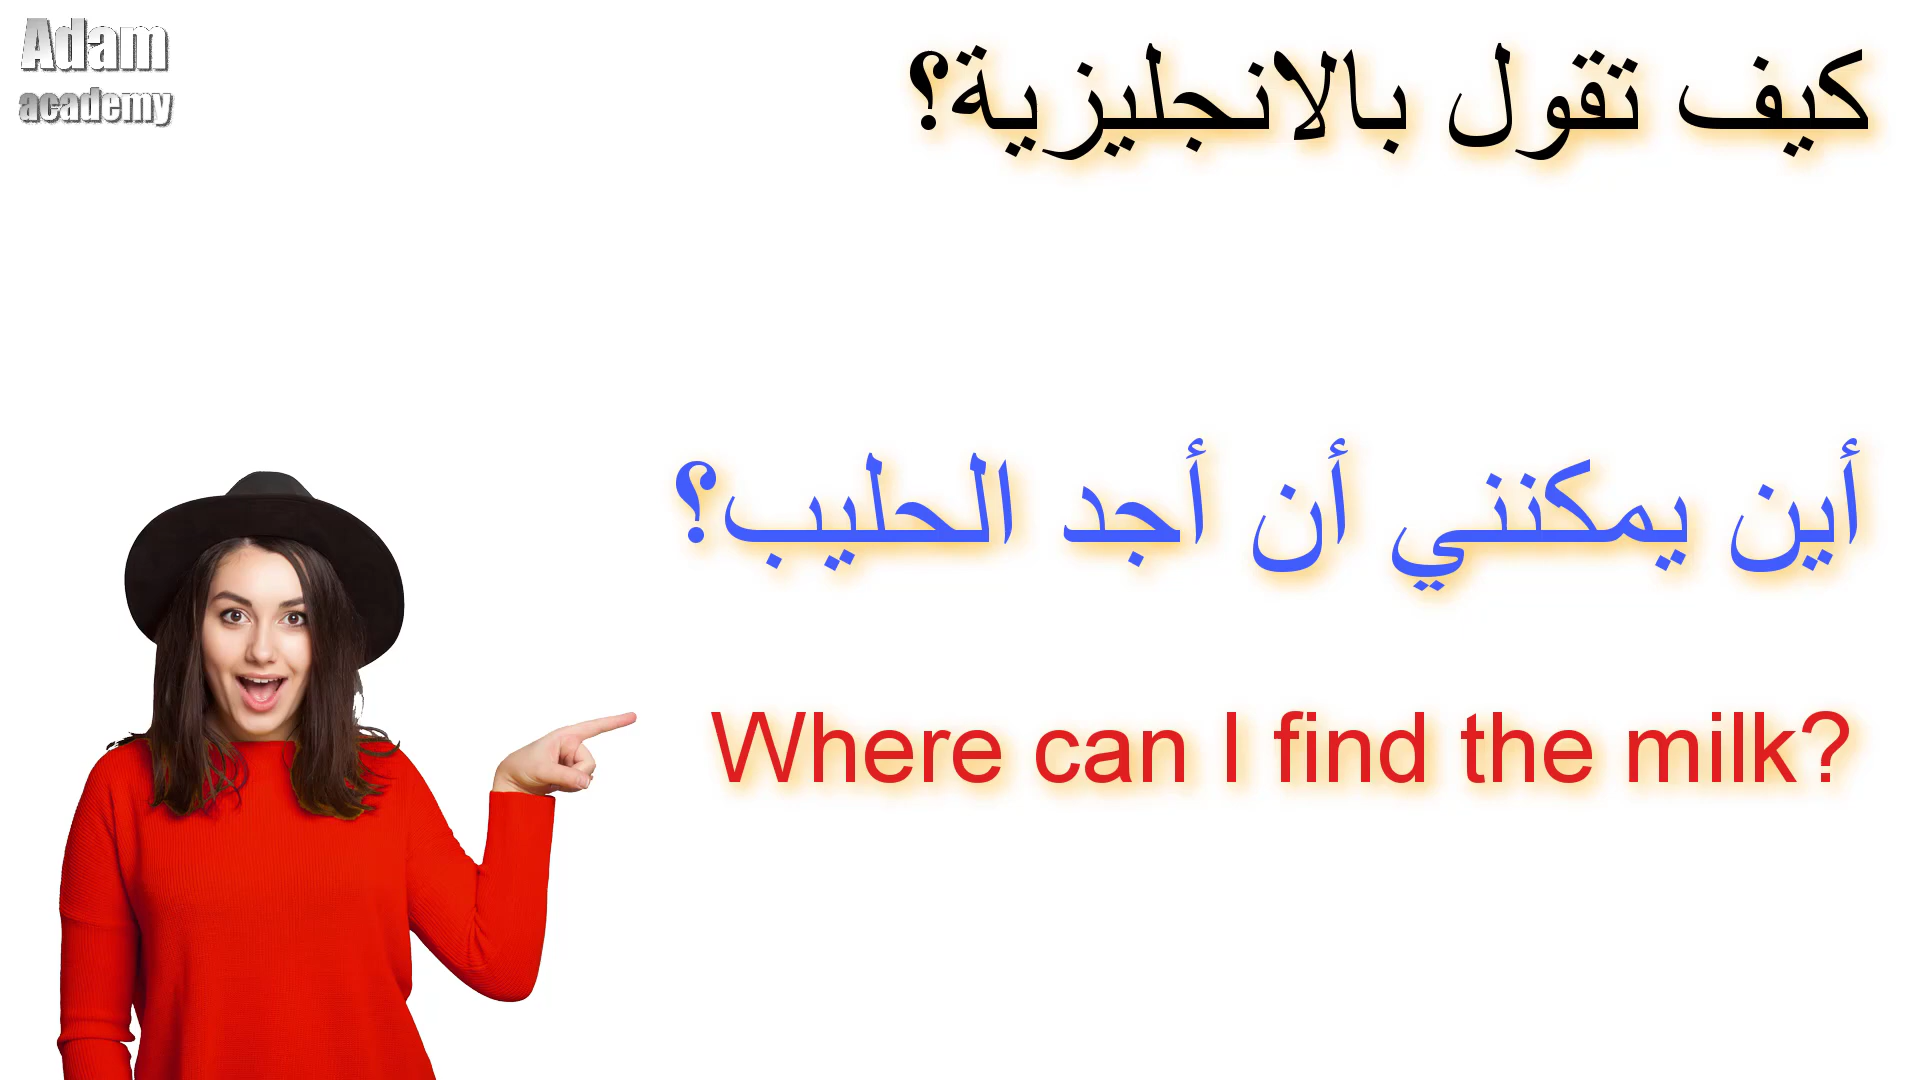 Adam
academy
كيف تقول بالانجليزية؟
أين يمكنني أن أجد الحليب؟
Where can I find the milk?